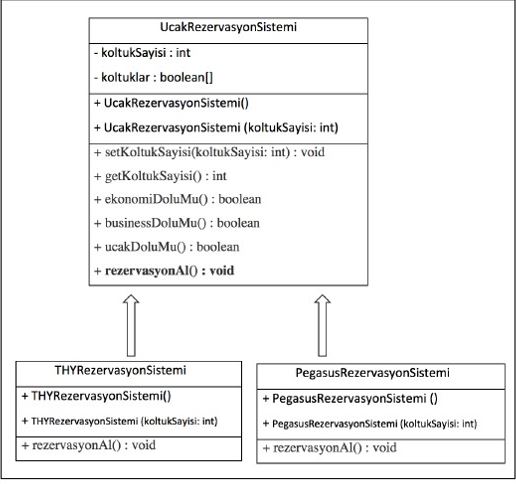 UcakRezervasyonSistemi
- koltukSayisi : int
- koltuklar : boolean[]
+ UcakRezervasyonSistemi()
+ UcakRezervasyonSistemi (koltukSayisi: int)
+ setKoltukSayisi(koltukSayisi: int) : void
+ getKoltukSayisi() : int
+ ekonomiDoluMu() : boolean
+ businessDoluMu() : boolean
+ ucakDoluMu() : boolean
+ rezervasyonAl() : void
THYRezervasyonSistemi
+ THYRezervasyonSistemi()
+ THYRezervasyonSistemi (koltukSayisi: int)
+ rezervasyonAl() : void
PegasusRezervasyonSistemi
+ PegasusRezervasyonSistemi ()
+ PegasusRezervasyonSistemi (koltukSayisi: int)
+ rezervasyonAl() : void